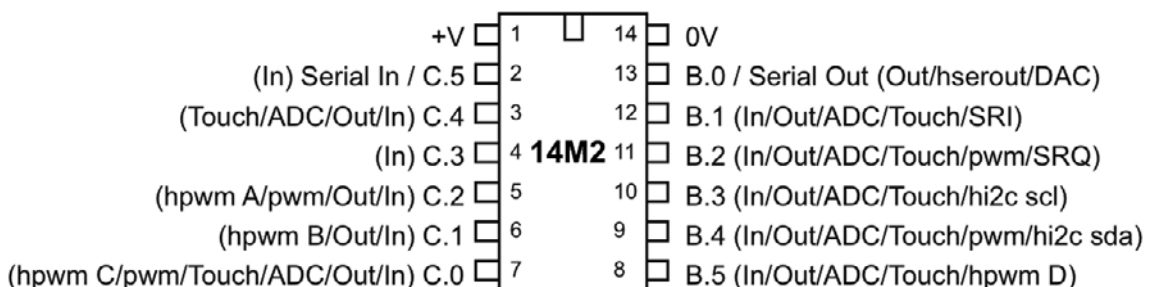 +V 1 14 0V
(In) Serial In / C.5 2 13 B.0 / Serial Out (Out/hserout/DAC)
(Touch/ADC/Out/In) C.4 3 12 B.1 (In/Out/ADC/Touch/SRI)
(In) C.3 4 14M2 11 B.2 (In/Out/ADC/Touch/pwm/SRQ)
(hpwm A/pwm/Out/In) C.2 5 10 B.3 (In/Out/ADC/Touch/hi2c scl)
(hpwm B/Out/In) C.1 6 9 B.4 (In/Out/ADC/Touch/pwm/hi2c sda)
(hpwm C/pwm/Touch/ADC/Out/In) C.0 7 8 B.5 (In/Out/ADC/Touch/hpwm D)